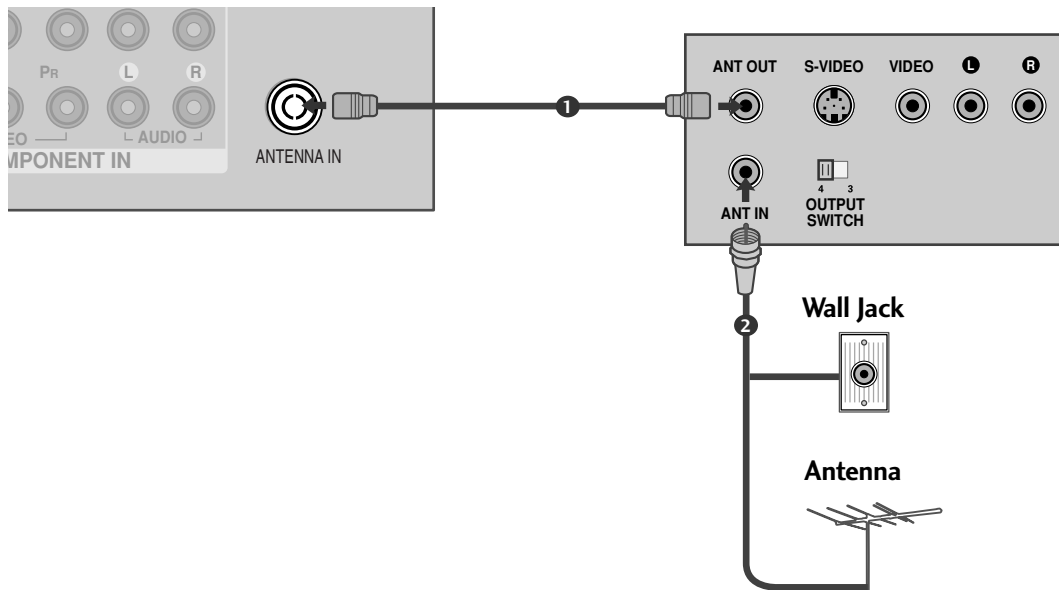 PR L R
EO AUDIO
MPONENT IN
ANTENNA IN
1
ANT OUT S-VIDEO VIDEO L R
ANT IN
4 3
OUTPUT
SWITCH
2
Wall Jack
Antenna